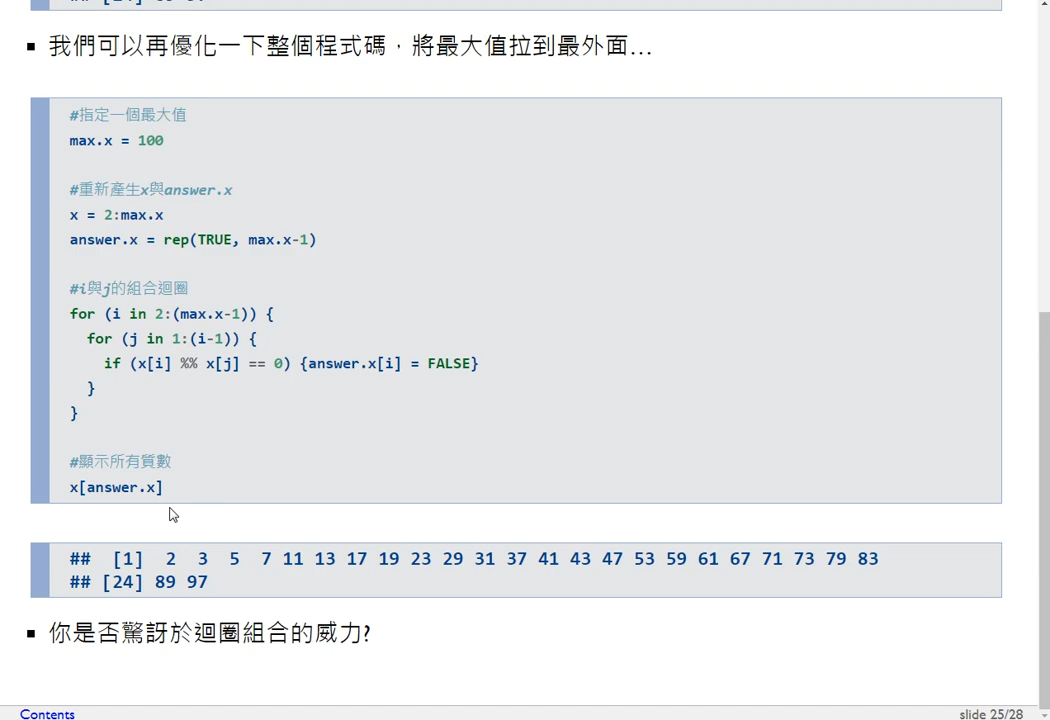 我們可以再優化一下整個程式碼，將最大值拉到最外面...
#指定一個最大值
max.x = 100
#重新產生x與answer.x
x = 2:max.x
answer.x = rep(TRUE, max.x-1)
#i與j的組合迴圈
for (i in 2:(max.x-1)) {
  for (j in 1:(i-1)) {
    if (x[i] %% x[j] == 0) {answer.x[i] = FALSE}
  }
}
#顯示所有質數
x[answer.x]
##  [1]  2  3  5  7 11 13 17 19 23 29 31 37 41 43 47 53 59 61 67 71 73 79 83
## [24] 89 97
你是否驚訝於迴圈組合的威力?
Contents
slide 25/28